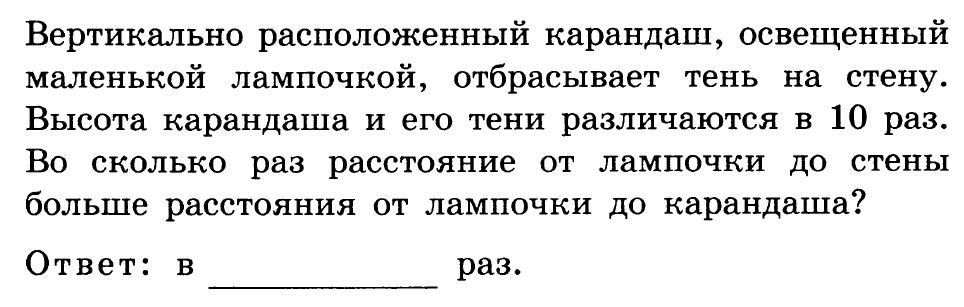 Вертикально расположенный карандаш, освещенный
маленькой лампочкой, отбрасывает тень на стену.
Высота карандаша и его тени различаются в 10 раз.
Во сколько раз расстояние от лампочки до стены
больше расстояния от лампочки до карандаша?
Ответ: в ____________ раз.